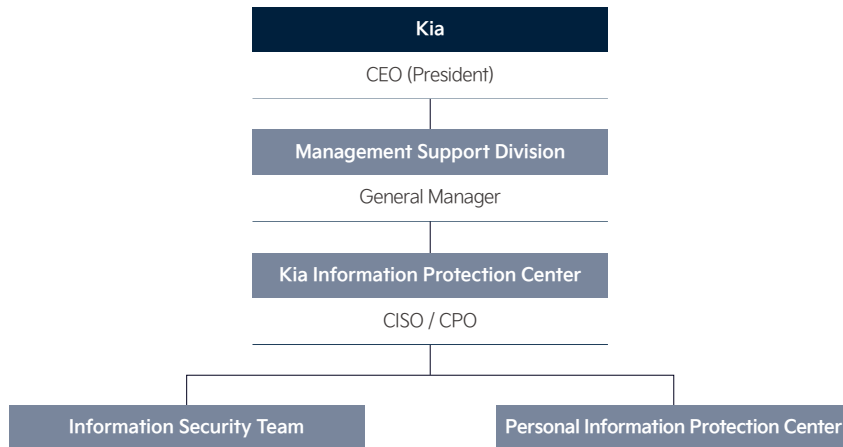 Kia
CEO (President)
Management Support Division
General Manager
Kia Information Protection Center
CISO / CPO
Information Security Team
Personal Information Protection Center